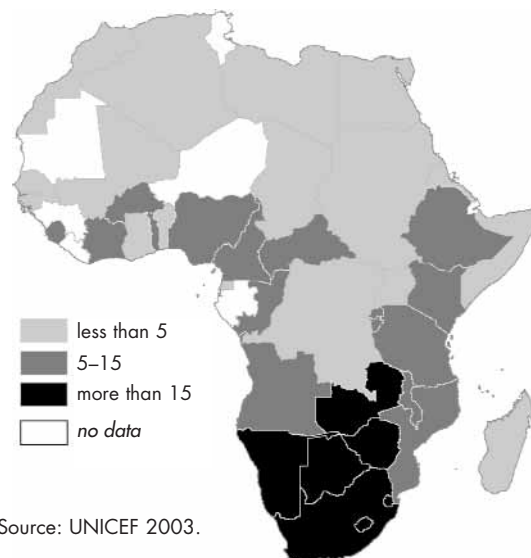 less than 5
5–15
more than 15
no data
Source: UNICEF 2003.